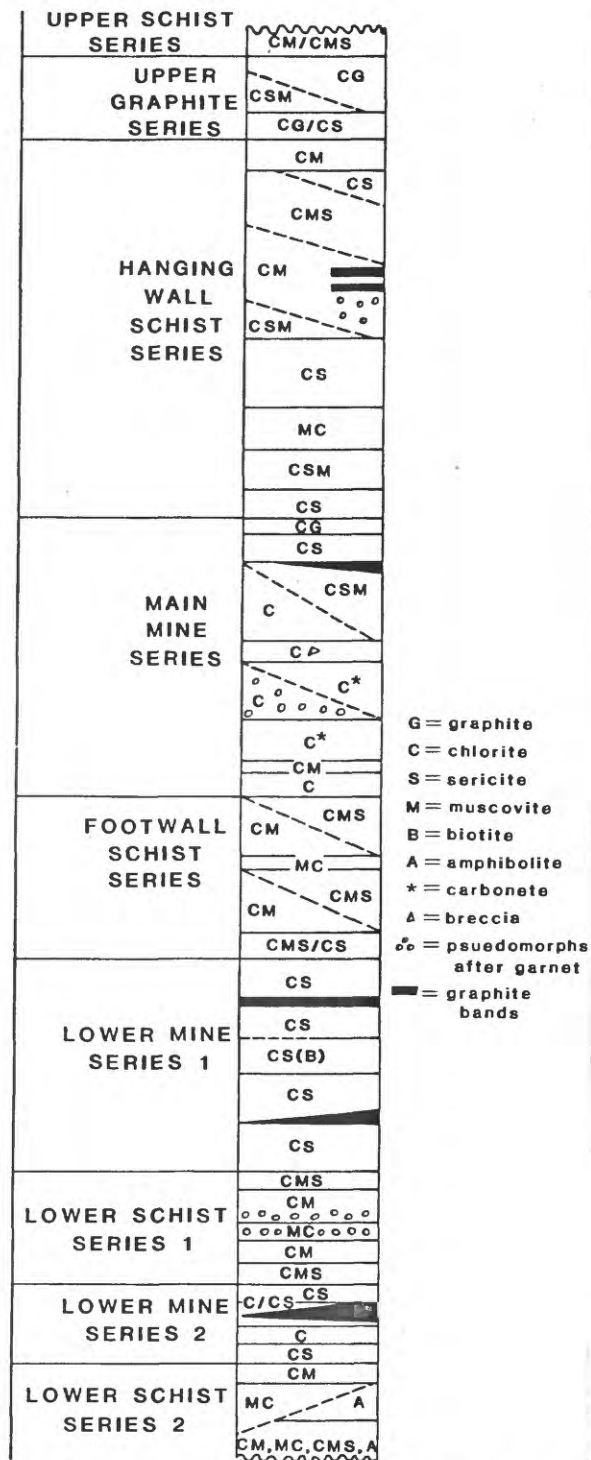 UPPER SCHIST
SERIES
CM/CMS
UPPER
GRAPHITE
SERIES
CG
CSM
CG/CS
HANGING
WALL
SCHIST
SERIES
CM
CS
CMS
CM
CSM
CS
MC
CSM
CS
MAIN
MINE
SERIES
CG
CS
CSM
C
C
C*
C
C*
CM
C
FOOTWALL
SCHIST
SERIES
CMS
CM
MC
CMS
CM
CMS/CS
LOWER MINE
SERIES 1
CS
CS
CS(B)
CS
CS
LOWER SCHIST
SERIES 1
CMS
CM
MC
CM
CMS
LOWER MINE
SERIES 2
CS
C/CS
C
CS
LOWER SCHIST
SERIES 2
CM
MC A
CM,MC,CMS,A
G = graphite
C = chlorite
S = sericite
M = muscovite
B = biotite
A = amphibolite
* = carbonete
= breccia
= psuedomorphs
after garnet
= graphite
bands